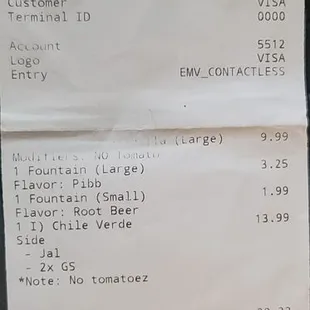 Customer VISA
Terminal ID 0000
Account 5512
Logo VISA
Entry EMV_CONTACTLESS
(Large) 9.99
Modifiers: NO Tomato
1 Fountain (Large) 3.25
Flavor: Pibb
1 Fountain (Small) 1.99
Flavor: Root Beer
1 I) Chile Verde 13.99
Side
- Jal
- 2x GS
*Note: No tomatoez